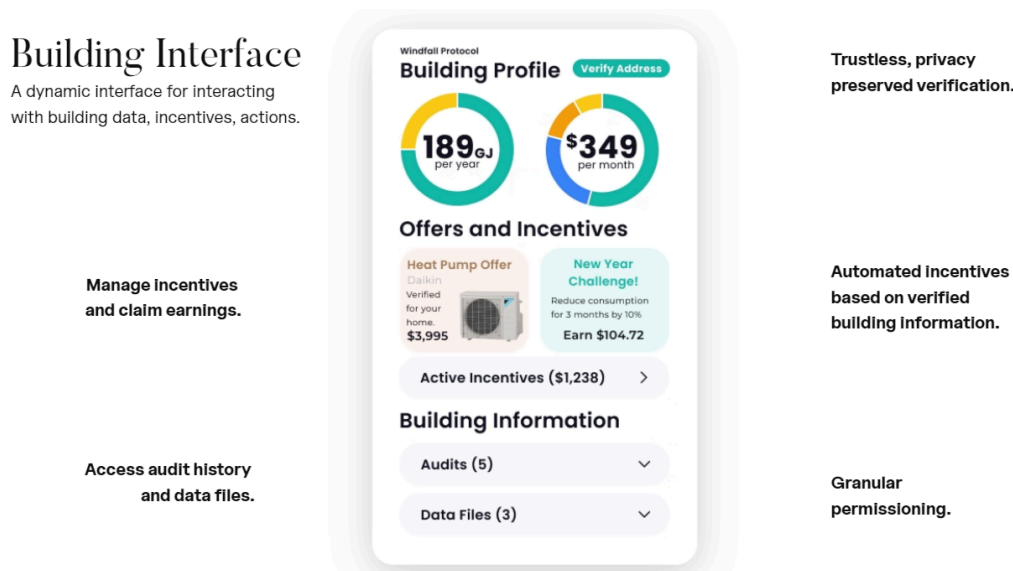 Building Interface
A dynamic interface for interacting
with building data, incentives, actions.
Manage incentives
and claim earnings.
Access audit history
and data files.
Windfall Protocol
Building Profile
Verify Address
189GJ
per year
$349
per month
Offers and Incentives
Heat Pump Offer
Daikin
Verified
for your
home.
$3,995
New Year
Challenge!
Reduce consumption
for 3 months by 10%
Earn $104.72
Active Incentives ($1,238)
Building Information
Audits (5)
Data Files (3)
Trustless, privacy
preserved verification.
Automated incentives
based on verified
building information.
Granular
permissioning.